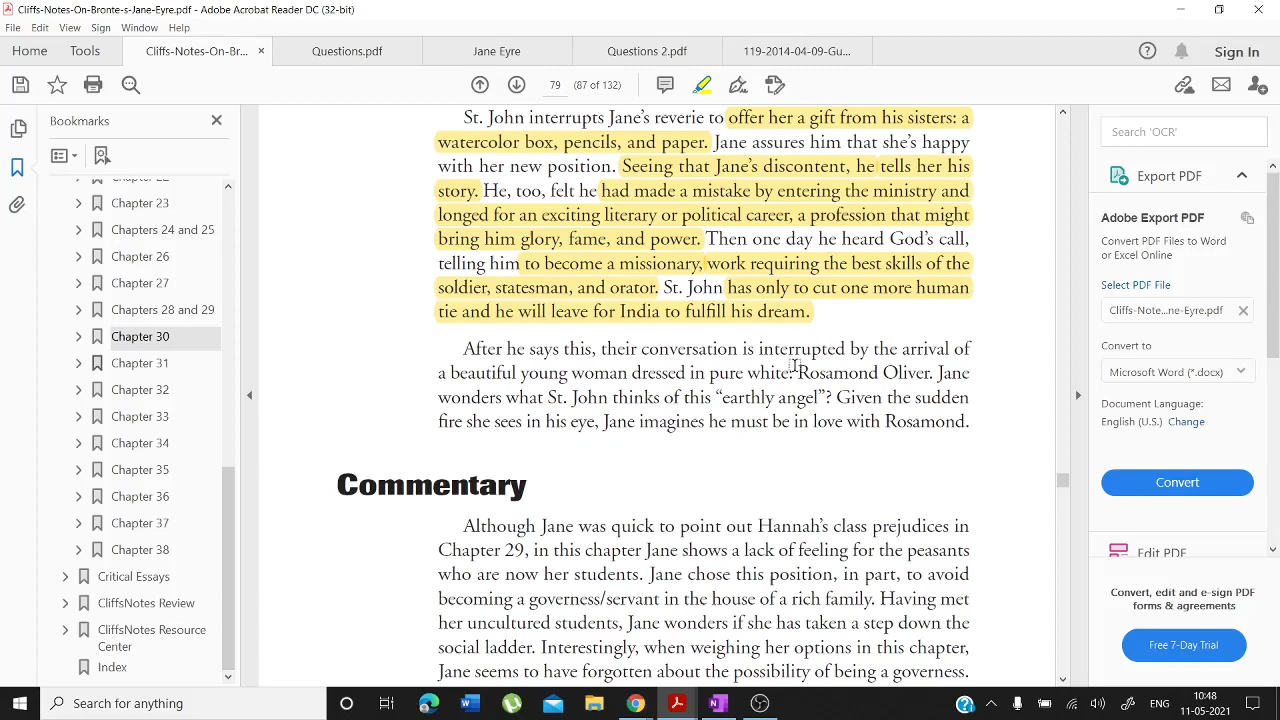 Cliffs-Notes-On-Bronte-s-Jane-Eyre.pdf - Adobe Acrobat Reader DC (32-bit)
File Edit View Sign Window Help
Home Tools Cliffs-Notes-On-Br... × Questions.pdf Jane Eyre Questions 2.pdf 119-2014-04-09-Gu... Sign In
79 (87 of 132)
Bookmarks
Chapter 23
Chapters 24 and 25
Chapter 26
Chapter 27
Chapters 28 and 29
Chapter 30
Chapter 31
Chapter 32
Chapter 33
Chapter 34
Chapter 35
Chapter 36
Chapter 37
Chapter 38
Critical Essays
CliffsNotes Review
CliffsNotes Resource
Center
Index
St. John interrupts Jane's reverie to offer her a gift from his sisters: a
watercolor box, pencils, and paper. Jane assures him that she's happy
with her new position. Seeing that Jane's discontent, he tells her his
story. He, too, felt he had made a mistake by entering the ministry and
longed for an exciting literary or political career, a profession that might
bring him glory, fame, and power. Then one day he heard God's call,
telling him to become a missionary, work requiring the best skills of the
soldier, statesman, and orator. St. John has only to cut one more human
tie and he will leave for India to fulfill his dream.
After he says this, their conversation is interrupted by the arrival of
a beautiful young woman dressed in pure white: Rosamond Oliver. Jane
wonders what St. John thinks of this “earthly angel”? Given the sudden
fire she sees in his eye, Jane imagines he must be in love with Rosamond.
Commentary
Although Jane was quick to point out Hannah's class prejudices in
Chapter 29, in this chapter Jane shows a lack of feeling for the peasants
who are now her students. Jane chose this position, in part, to avoid
becoming a governess/servant in the house of a rich family. Having met
her uncultured students, Jane wonders if she has taken a step down the
social ladder. Interestingly, when weighing her options in this chapter,
Jane seems to have forgotten about the possibility of being a governess.
Search 'OCR'
Export PDF
Adobe Export PDF
Convert PDF Files to Word
or Excel Online
Select PDF File
Cliffs-Note...ne-Eyre.pdf
Convert to
Microsoft Word (*.docx)
Document Language:
English (U.S.) Change
Convert
Edit PDF
Convert, edit and e-sign PDF
forms & agreements
Free 7-Day Trial
Search for anything
ENG
10:48
11-05-2021